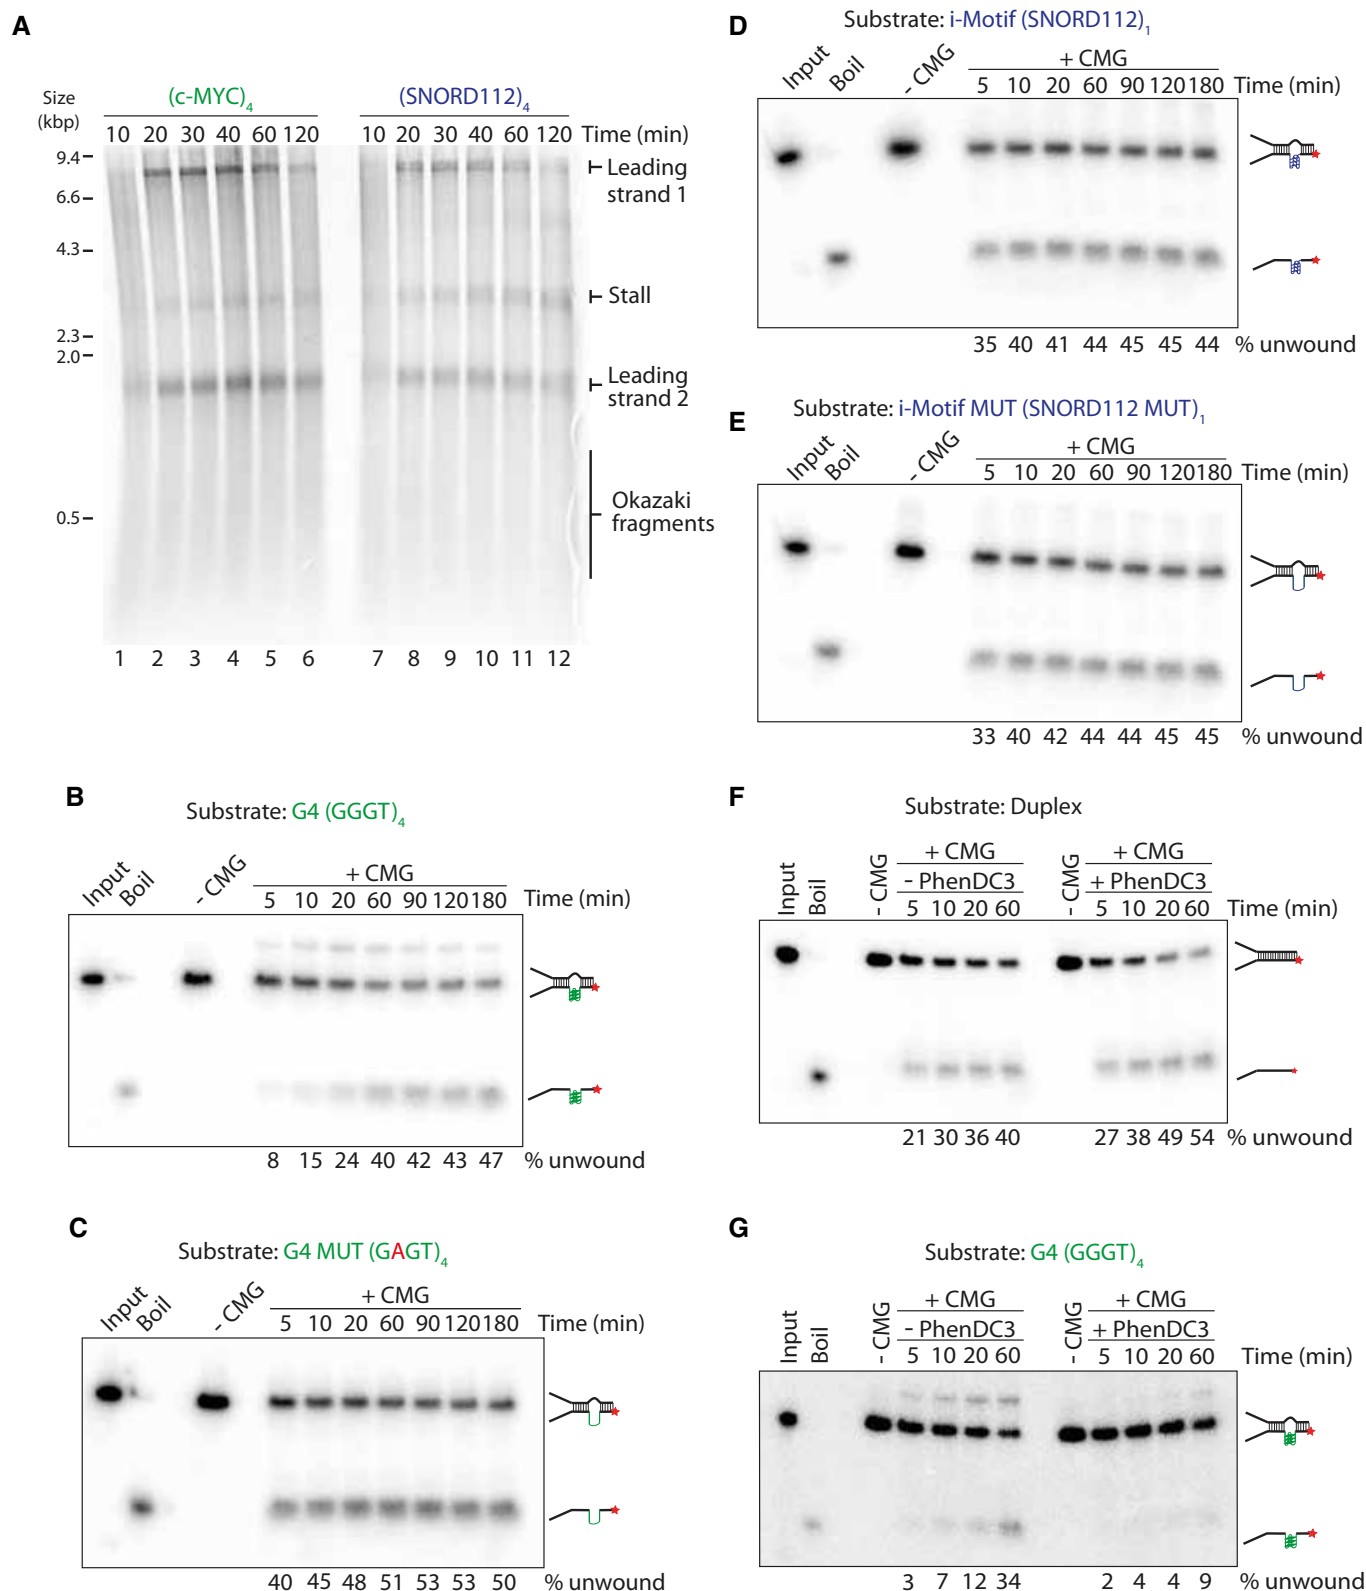 A
Size
(kbp)
(c-MYC)4
(SNORD112)4
10 20 30 40 60 120
10 20 30 40 60 120 Time (min)
9.4
6.6
4.3
2.3
2.0
0.5
Leading
strand 1
Stall
Leading
strand 2
Okazaki
fragments
1 2 3 4 5 6 7 8 9 10 11 12
B
Substrate: G4 (GGGT)4
Input
Boil
- CMG
+ CMG
5 10 20 60 90 120 180 Time (min)
8 15 24 40 42 43 47 % unwound
C
Substrate: G4 MUT (GAGT)4
Input
Boil
- CMG
+ CMG
5 10 20 60 90 120 180 Time (min)
40 45 48 51 53 53 50 % unwound
D
Substrate: i-Motif (SNORD112)1
Input
Boil
- CMG
+ CMG
5 10 20 60 90 120 180 Time (min)
35 40 41 44 45 45 44 % unwound
E
Substrate: i-Motif MUT (SNORD112 MUT)1
Input
Boil
- CMG
+ CMG
5 10 20 60 90 120 180 Time (min)
33 40 42 44 44 45 45 % unwound
F
Substrate: Duplex
Input
Boil
- CMG
+ CMG
- PhenDC3
5 10 20 60
- CMG
+ CMG
+ PhenDC3
5 10 20 60 Time (min)
21 30 36 40 27 38 49 54 % unwound
G
Substrate: G4 (GGGT)4
Input
Boil
- CMG
+ CMG
- PhenDC3
5 10 20 60
- CMG
+ CMG
+ PhenDC3
5 10 20 60 Time (min)
3 7 12 34 2 4 4 9 % unwound